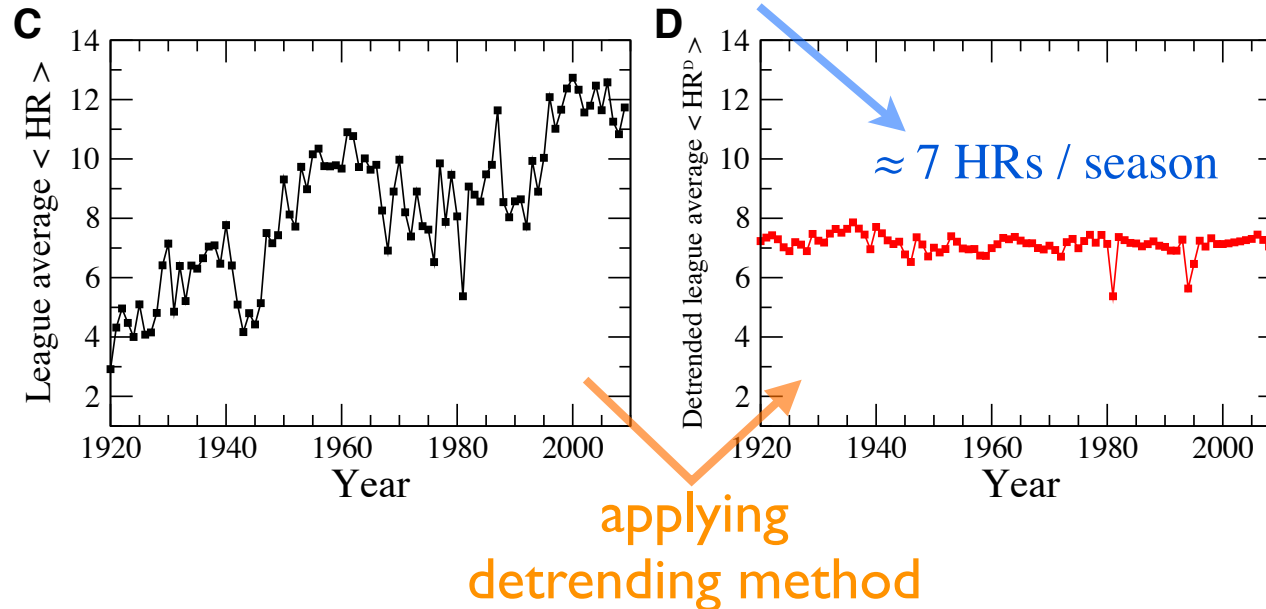 C
League average < HR >
14
12
10
8
6
4
2
1920 1940 1960 1980 2000
Year
D
Detrended league average < HRᴰ >
14
12
10
8
6
4
2
≈ 7 HRs / season
1920 1940 1960 1980 2000
Year
applying
detrending method